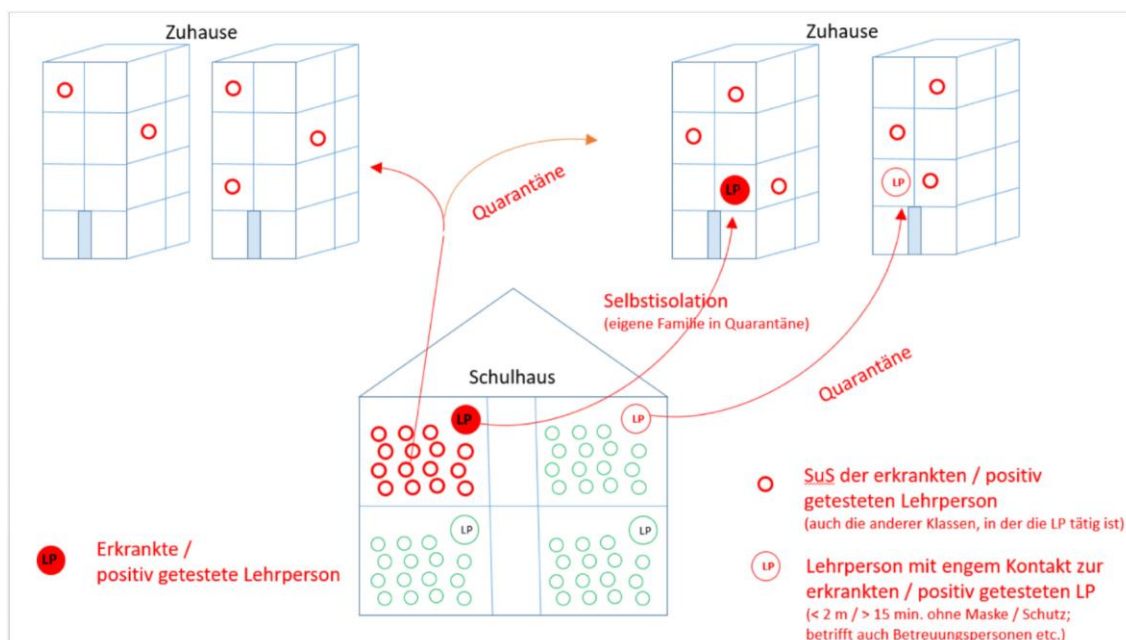 Zuhause
Zuhause
LP
LP
Quarantäne
Selbstisolation
(eigene Familie in Quarantäne)
Quarantäne
Schulhaus
LP
LP
LP
LP
LP
Erkrankte /
positiv getestete Lehrperson
SuS der erkrankten / positiv
getesteten Lehrperson
(auch die anderer Klassen, in der die LP tätig ist)
LP
Lehrperson mit engem Kontakt zur
erkrankten / positiv getesteten LP
(< 2 m / > 15 min. ohne Maske / Schutz;
betrifft auch Betreuungspersonen etc.)